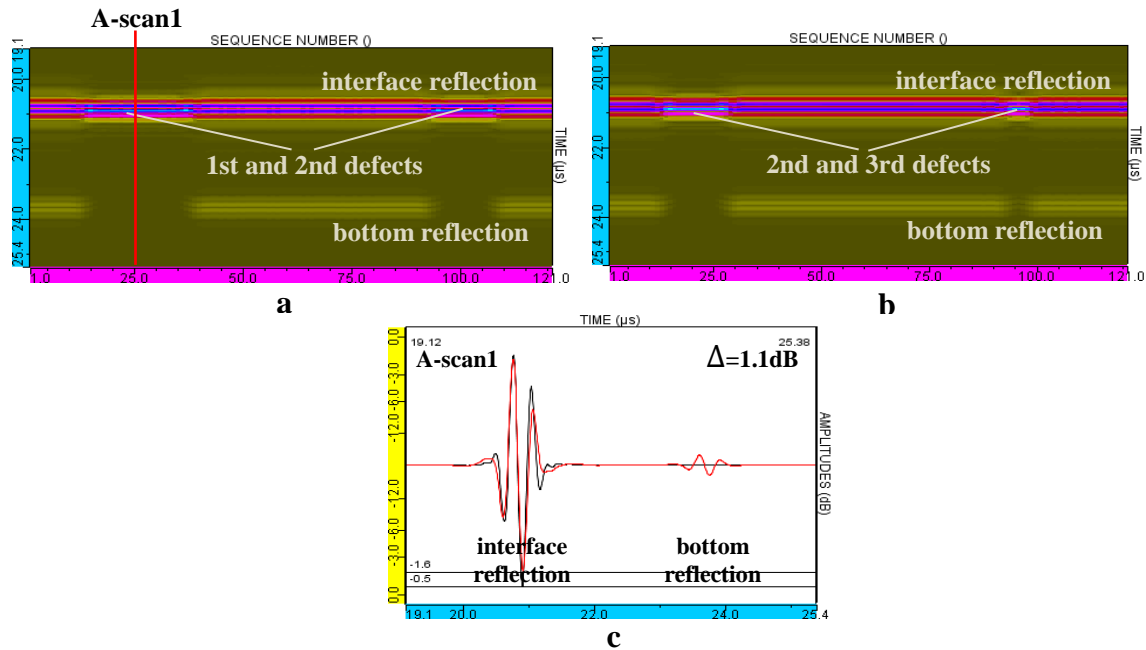 A-scan1
SEQUENCE NUMBER ()
19.1
20.0
22.0
24.0
25.4
interface reflection
1st and 2nd defects
bottom reflection
TIME (µs)
1.0 25.0 50.0 75.0 100.0 121.0
a
SEQUENCE NUMBER ()
19.1
20.0
22.0
24.0
25.4
interface reflection
2nd and 3rd defects
bottom reflection
TIME (µs)
1.0 25.0 50.0 75.0 100.0 121.0
b
TIME (µs)
19.12 25.38
A-scan1 Δ=1.1dB
0.0
-3.0
-6.0
-12.0
-12.0
-6.0
-3.0
0.0
AMPLITUDES (dB)
interface
reflection
bottom
reflection
-1.6
-0.5
19.1 20.0 22.0 24.0 25.4
c